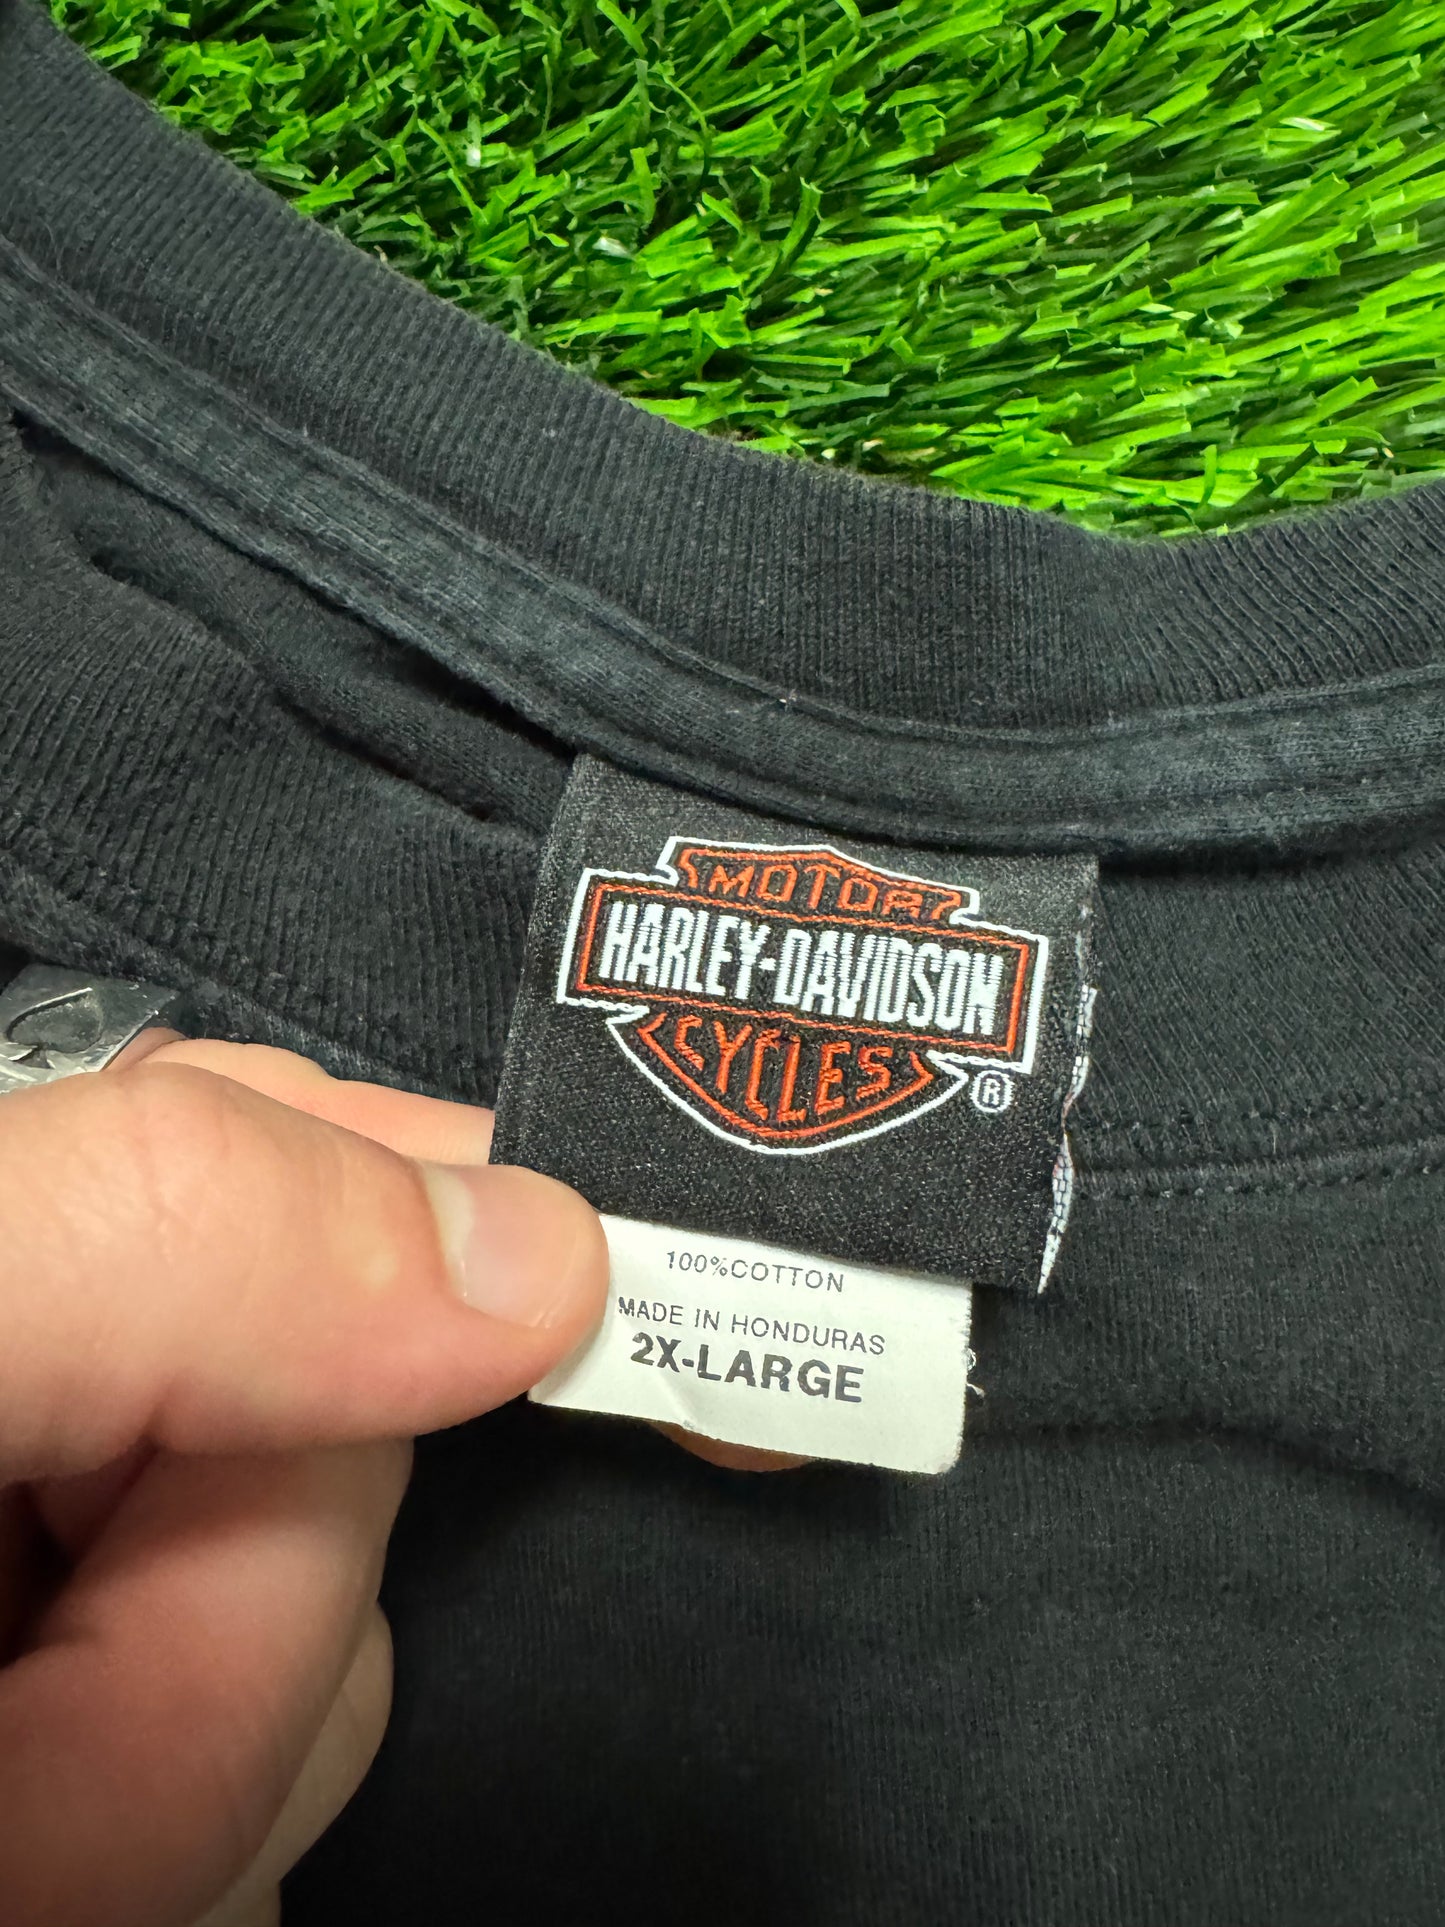 MOTOR
HARLEY-DAVIDSON
CYCLES
®
100%COTTON
MADE IN HONDURAS
2X-LARGE